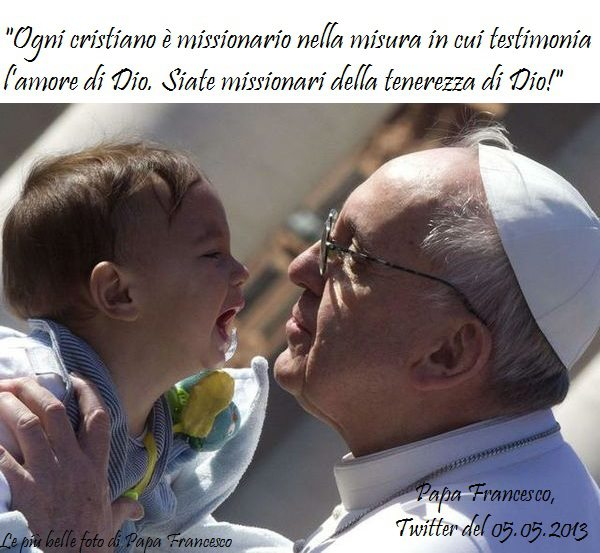 "Ogni cristiano è missionario nella misura in cui testimonia
l'amore di Dio. Siate missionari della tenerezza di Dio!"
Papa Francesco,
Twitter del 05.05.2013
Le più belle foto di Papa Francesco